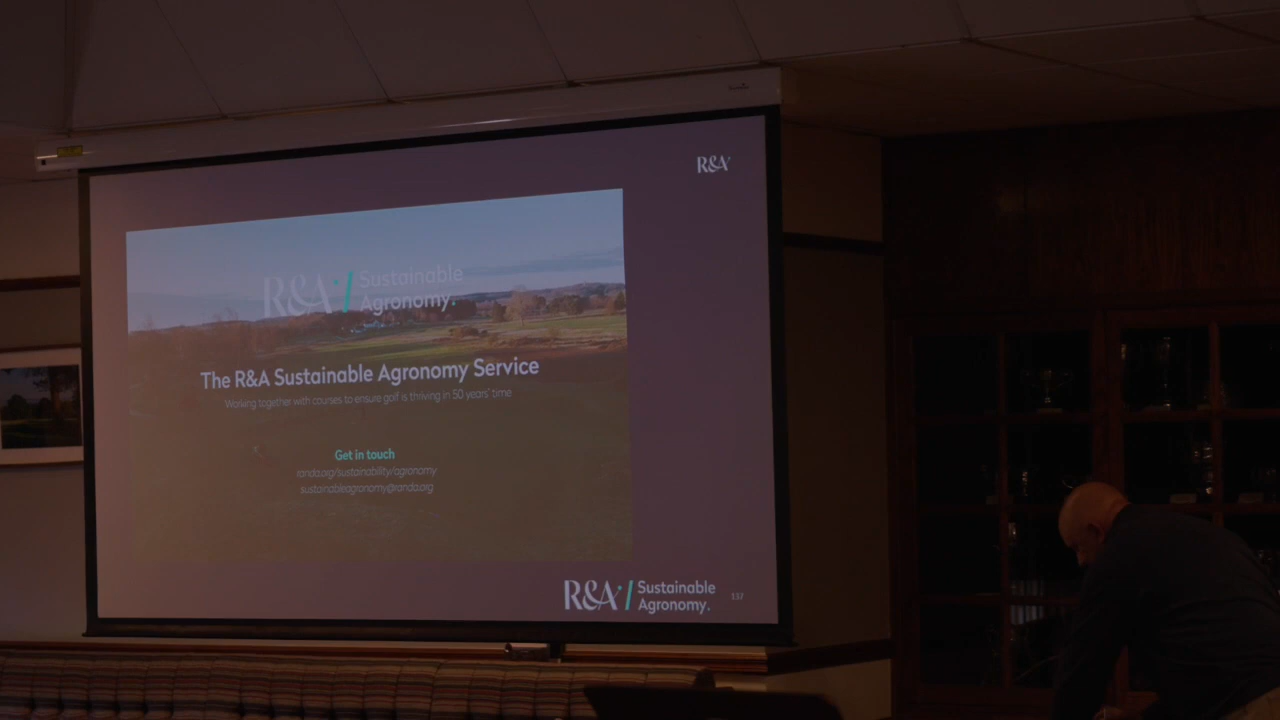 R&A
R&A / Sustainable
Agronomy.
The R&A Sustainable Agronomy Service
Working together with courses to ensure golf is thriving in 50 years' time
Get in touch
randa.org/sustainability/agronomy
sustainableagronomy@randa.org
R&A / Sustainable
Agronomy.
137